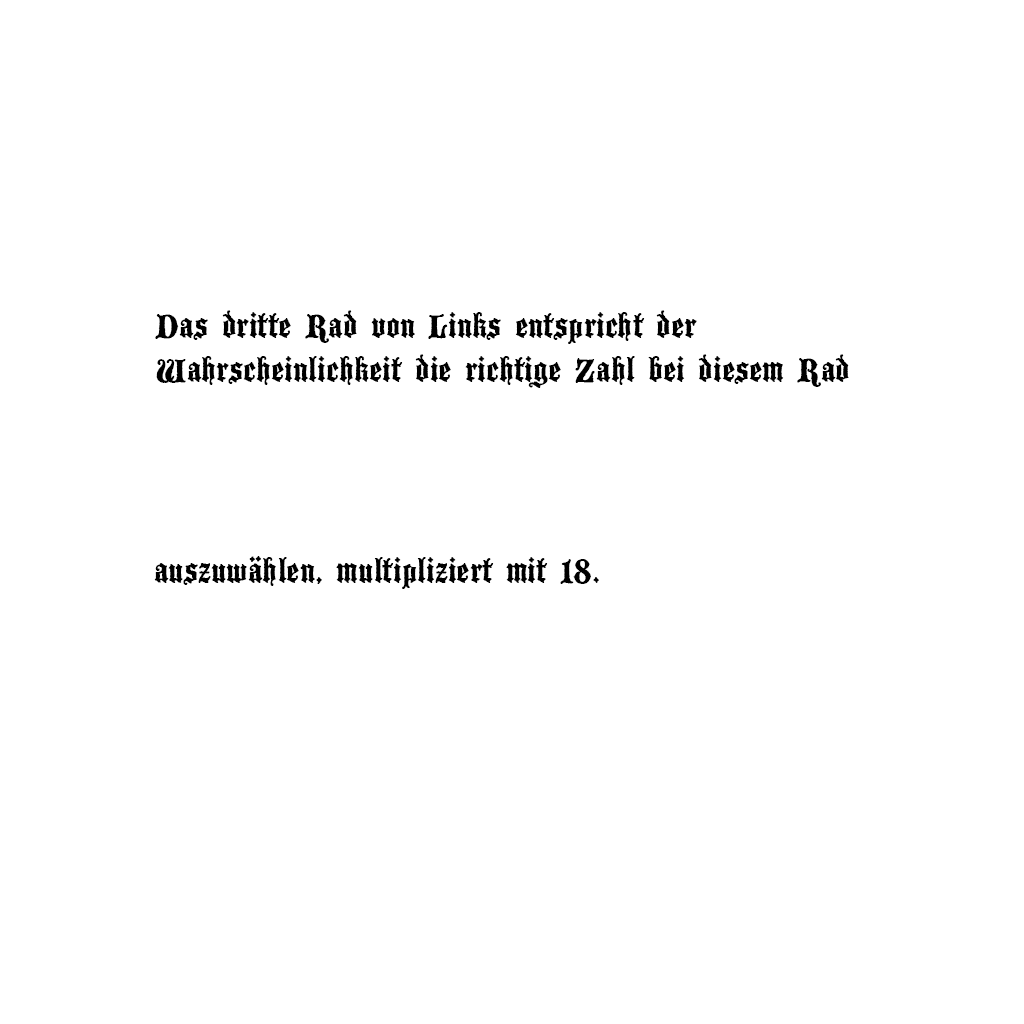 Das dritte Rad von Links entspricht der
Wahrscheinlichkeit die richtige Zahl bei diesem Rad
auszuwählen, multipliziert mit 18.